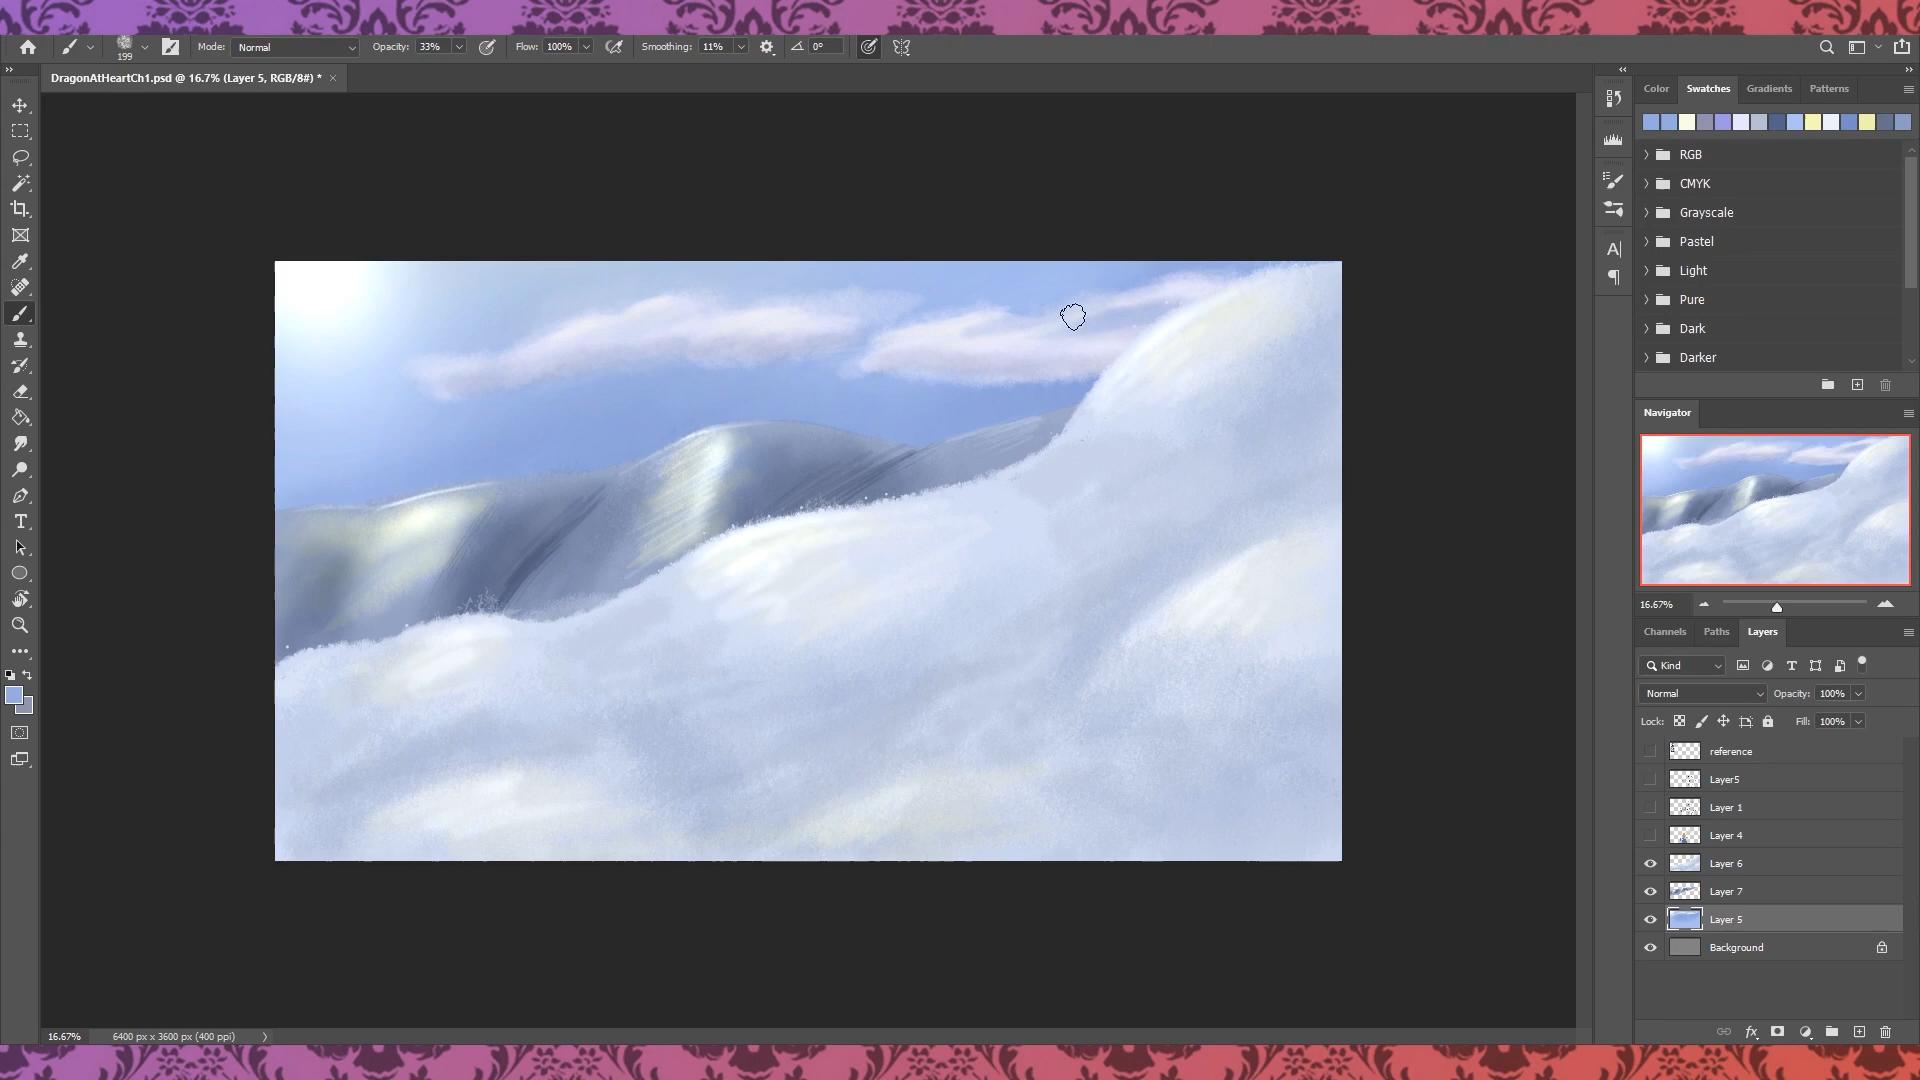 199 Mode: Normal Opacity: 33% Flow: 100% Smoothing: 11% 0°
DragonAtHeartCh1.psd @ 16.7% (Layer 5, RGB/8#) * ×
Color Swatches Gradients Patterns
RGB
CMYK
Grayscale
Pastel
Light
Pure
Dark
Darker
Navigator
16.67%
Channels Paths Layers
Kind
Normal Opacity: 100%
Lock: Fill: 100%
reference
Layer5
Layer 1
Layer 4
Layer 6
Layer 7
Layer 5
Background
fx
16.67% 6400 px x 3600 px (400 ppi)